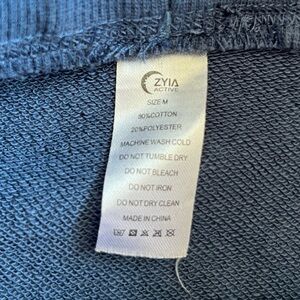 ZYIA
ACTIVE
SIZE M
80%COTTON
20%POLYESTER
MACHINE WASH COLD
DO NOT TUMBLE DRY
DO NOT BLEACH
DO NOT IRON
DO NOT DRY CLEAN
MADE IN CHINA